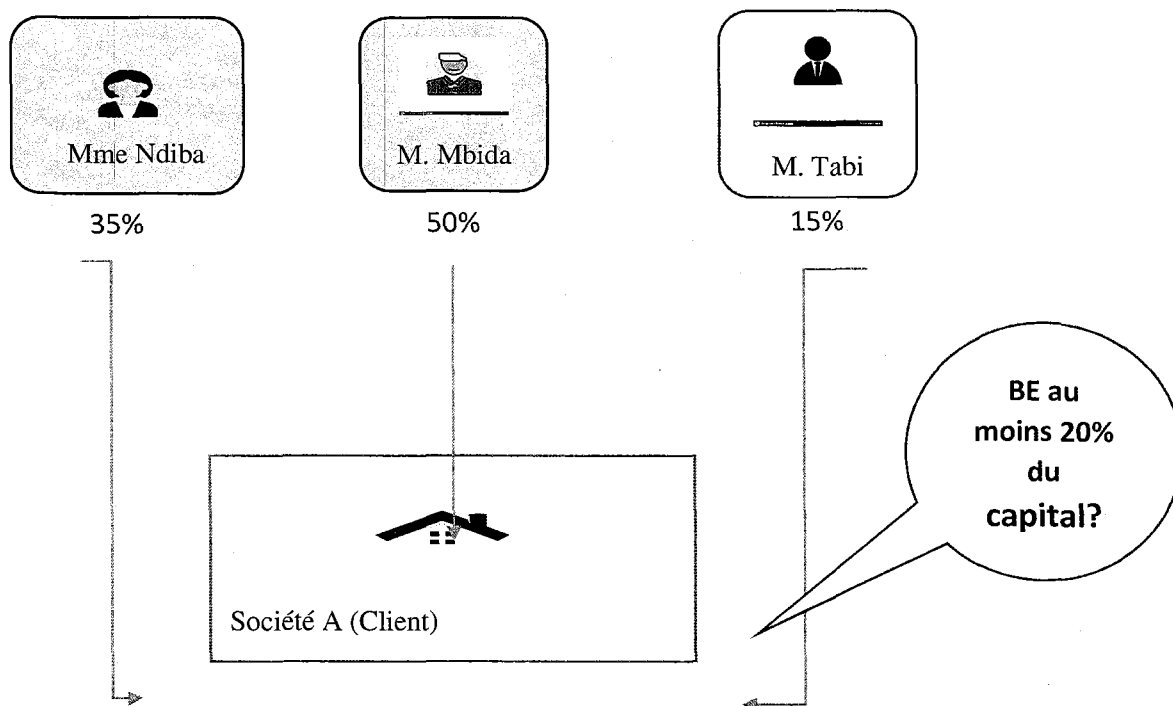 Mme Ndiba
M. Mbida
M. Tabi
35%
50%
15%
BE au
moins 20%
du
capital?
Société A (Client)